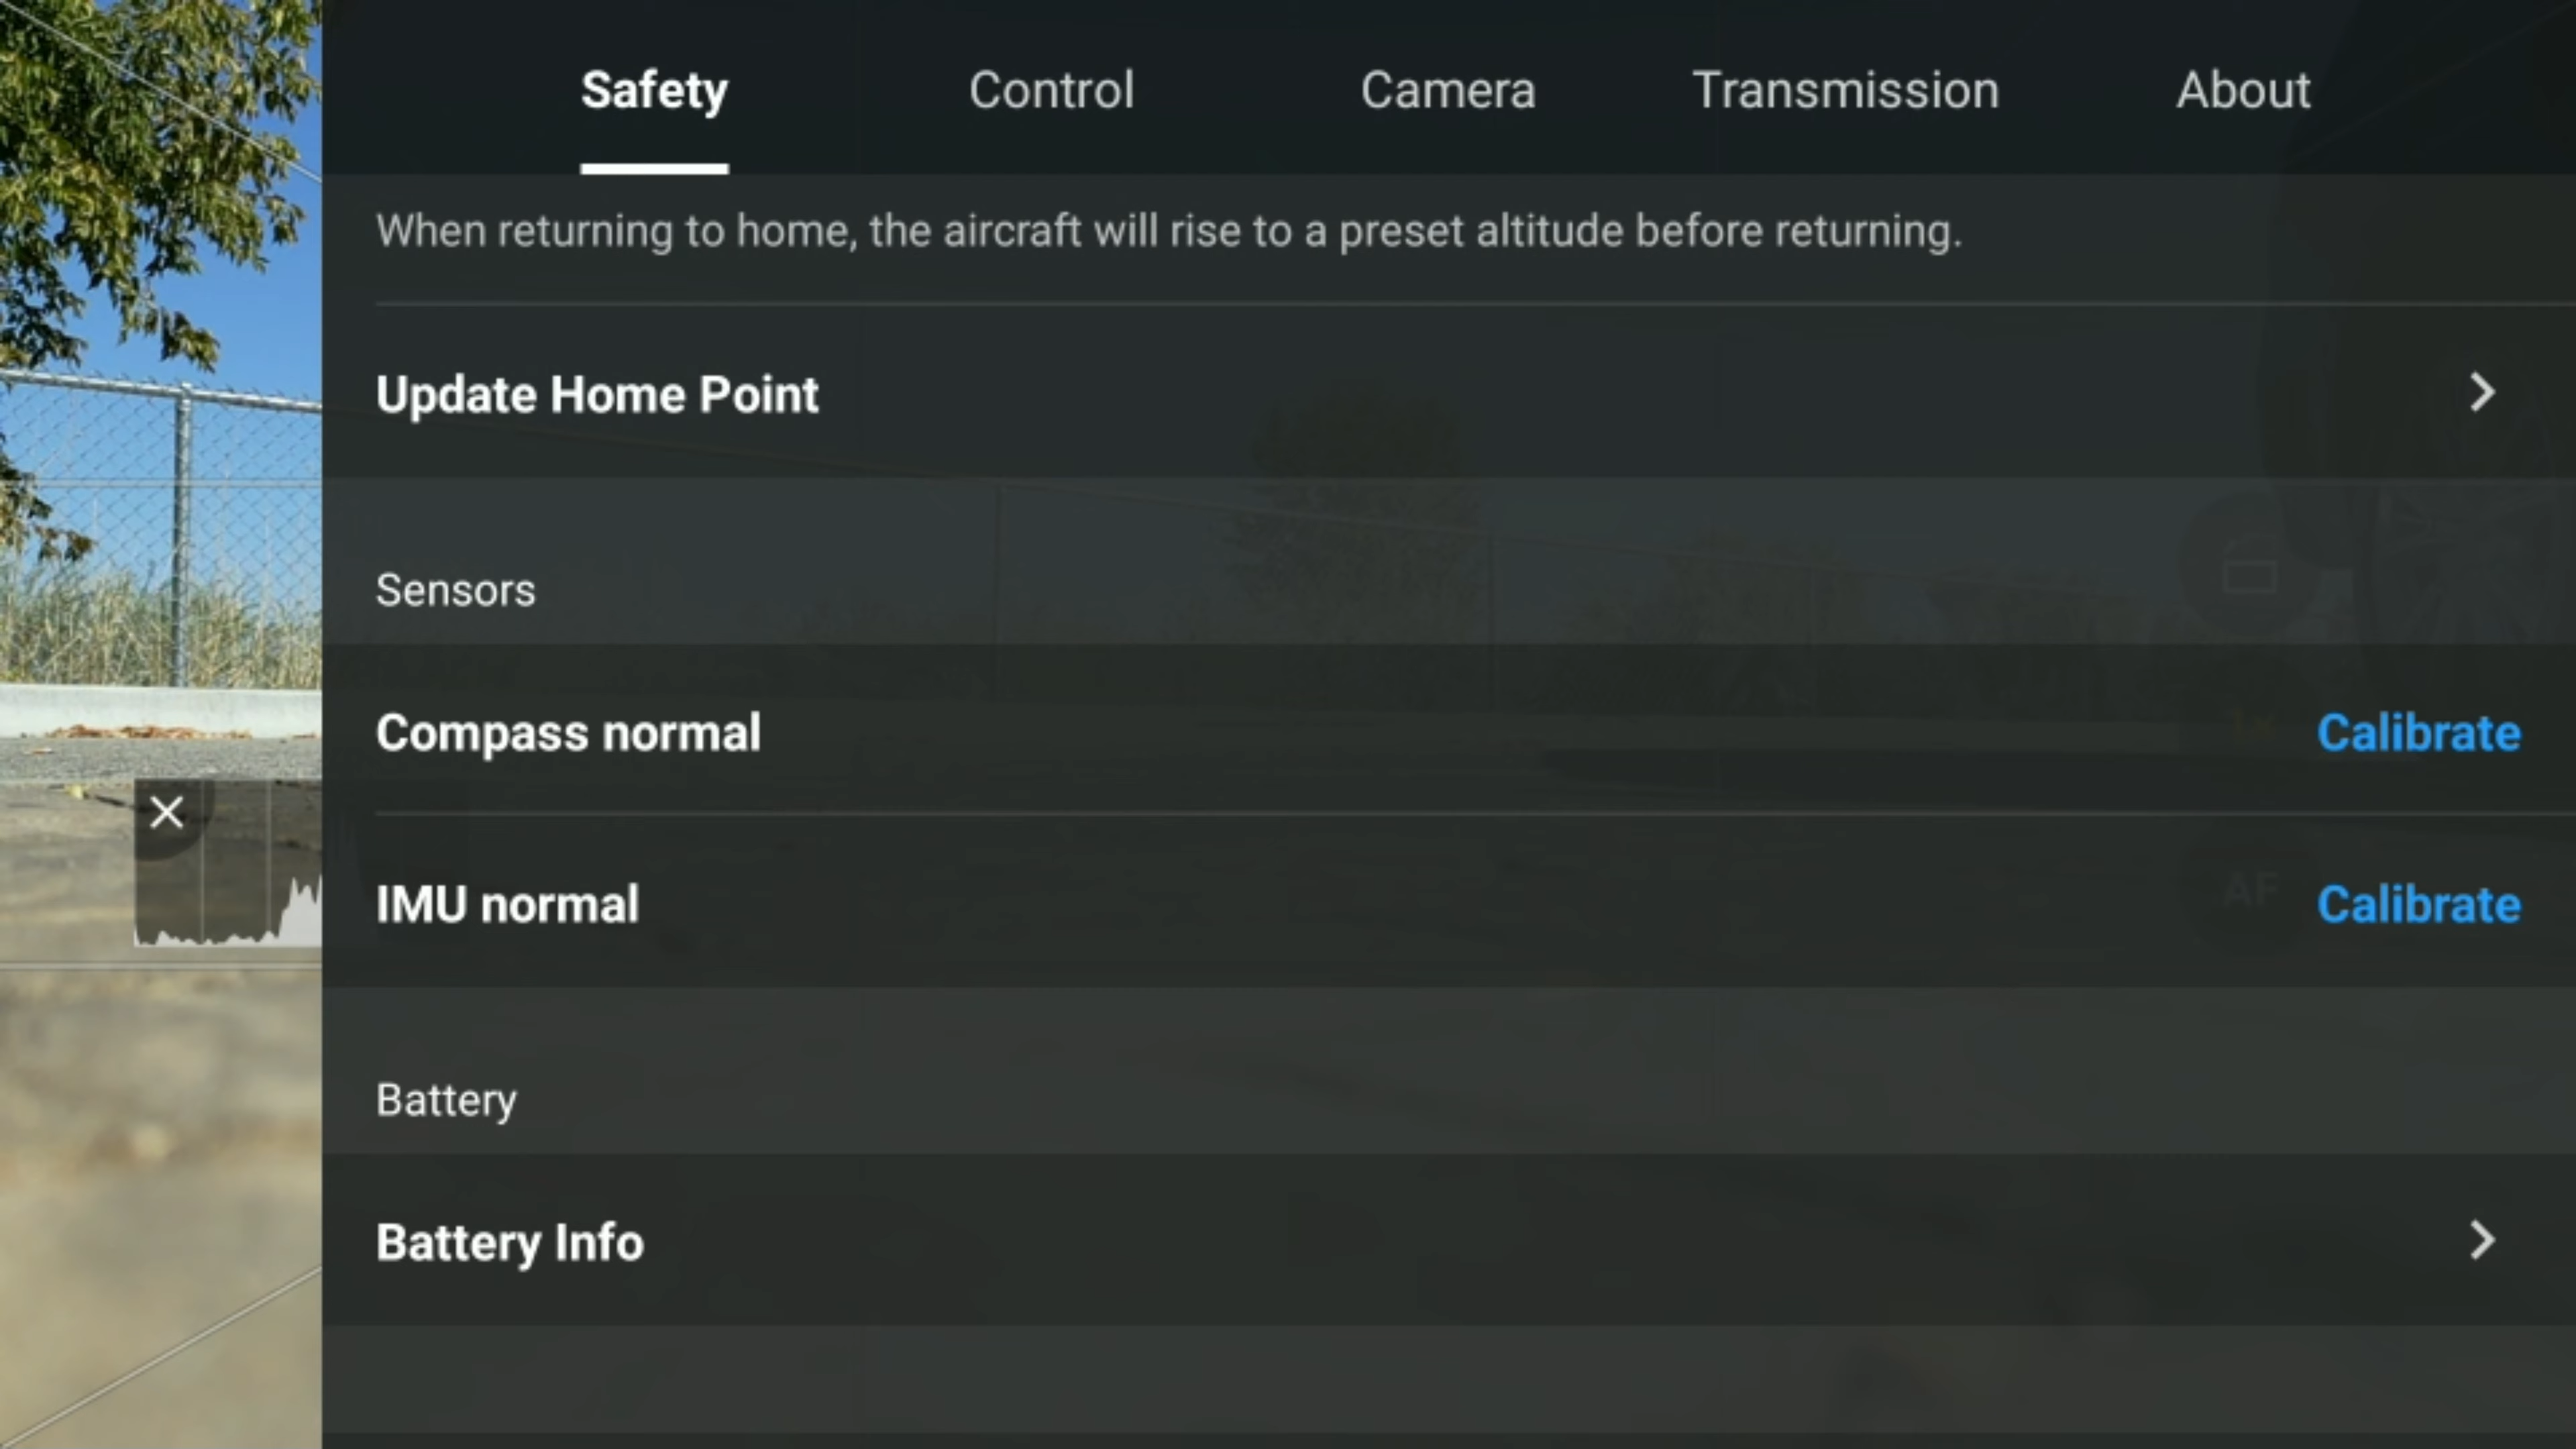 Safety Control Camera Transmission About
When returning to home, the aircraft will rise to a preset altitude before returning.
Update Home Point
Sensors
Compass normal Calibrate
IMU normal Calibrate
AF
Battery
Battery Info